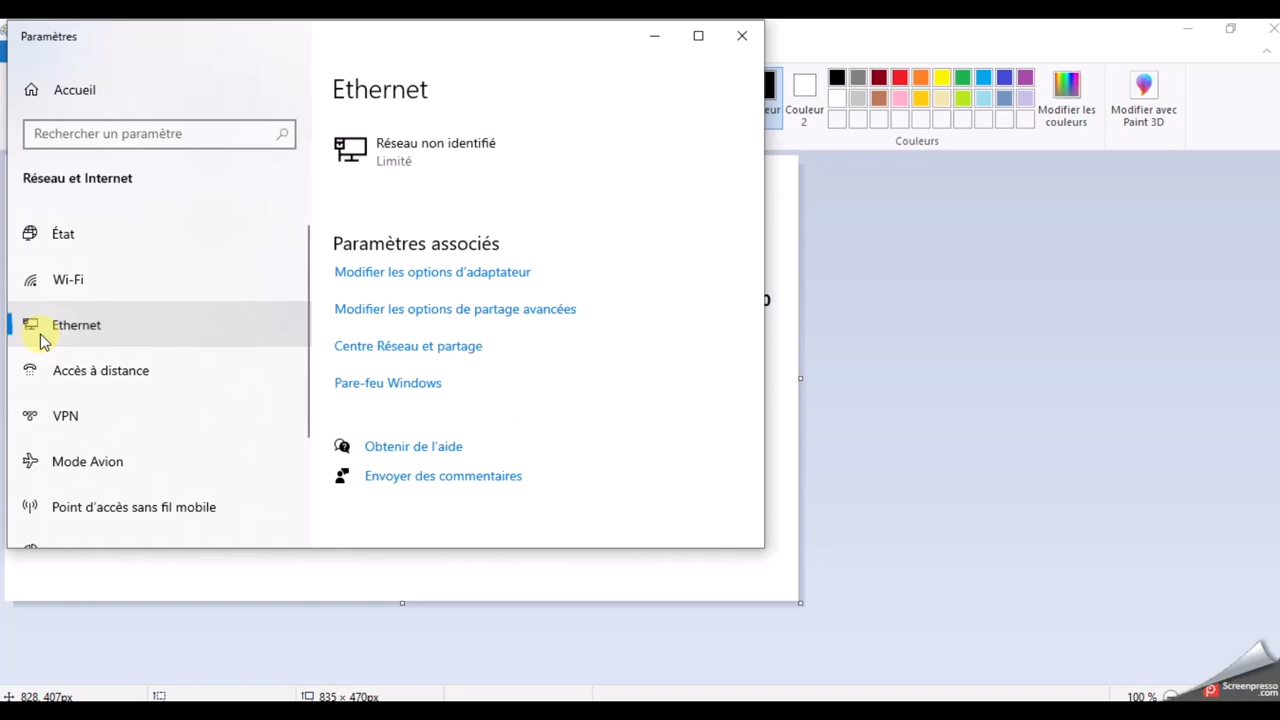 Paramètres
Accueil
Rechercher un paramètre
Réseau et Internet
État
Wi-Fi
Ethernet
Accès à distance
VPN
Mode Avion
Point d'accès sans fil mobile
Ethernet
Réseau non identifié
Limité
Paramètres associés
Modifier les options d'adaptateur
Modifier les options de partage avancées
Centre Réseau et partage
Pare-feu Windows
Obtenir de l'aide
Envoyer des commentaires
Couleur
2
Modifier les
couleurs
Modifier avec
Paint 3D
Couleurs
828, 407px
835 × 470px
100 %
Screenpresso
.com